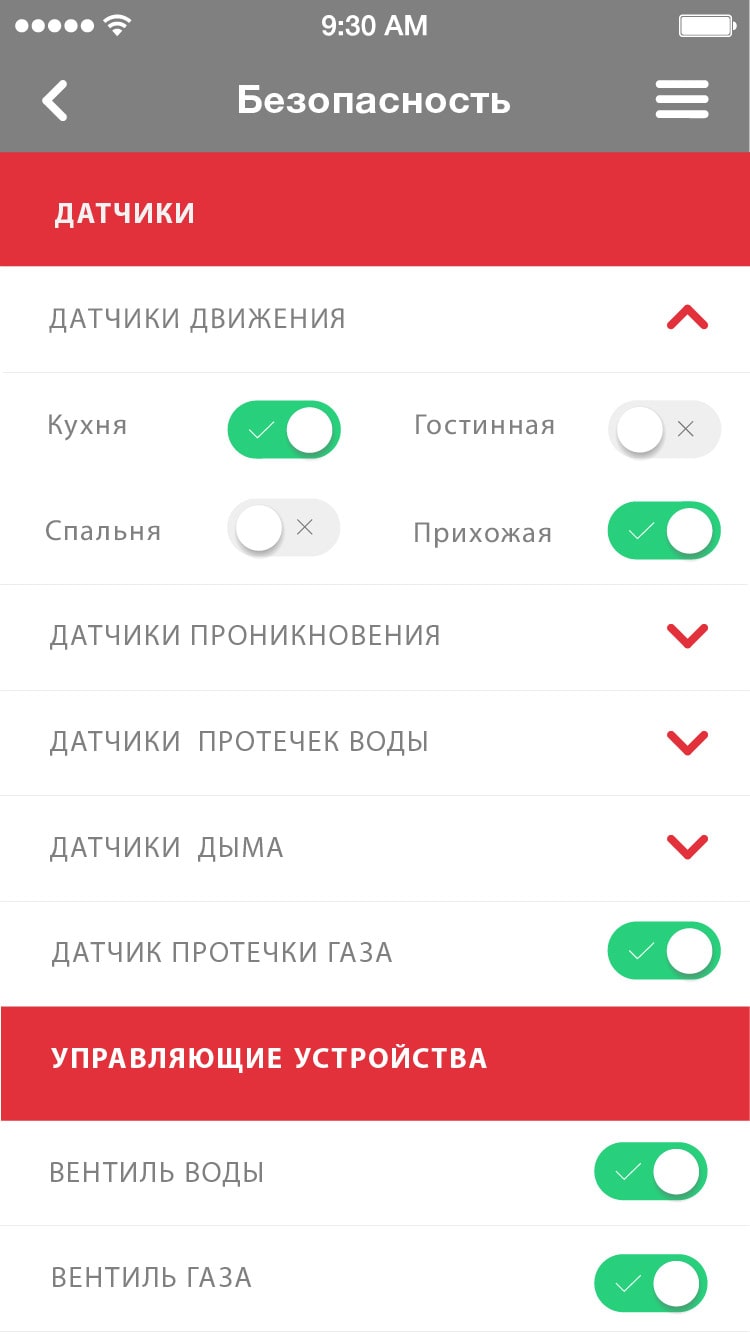 9:30 AM
Безопасность
ДАТЧИКИ
ДАТЧИКИ ДВИЖЕНИЯ
Кухня
Гостинная
Спальня
Прихожая
ДАТЧИКИ ПРОНИКНОВЕНИЯ
ДАТЧИКИ ПРОТЕЧЕК ВОДЫ
ДАТЧИКИ ДЫМА
ДАТЧИК ПРОТЕЧКИ ГАЗА
УПРАВЛЯЮЩИЕ УСТРОЙСТВА
ВЕНТИЛЬ ВОДЫ
ВЕНТИЛЬ ГАЗА